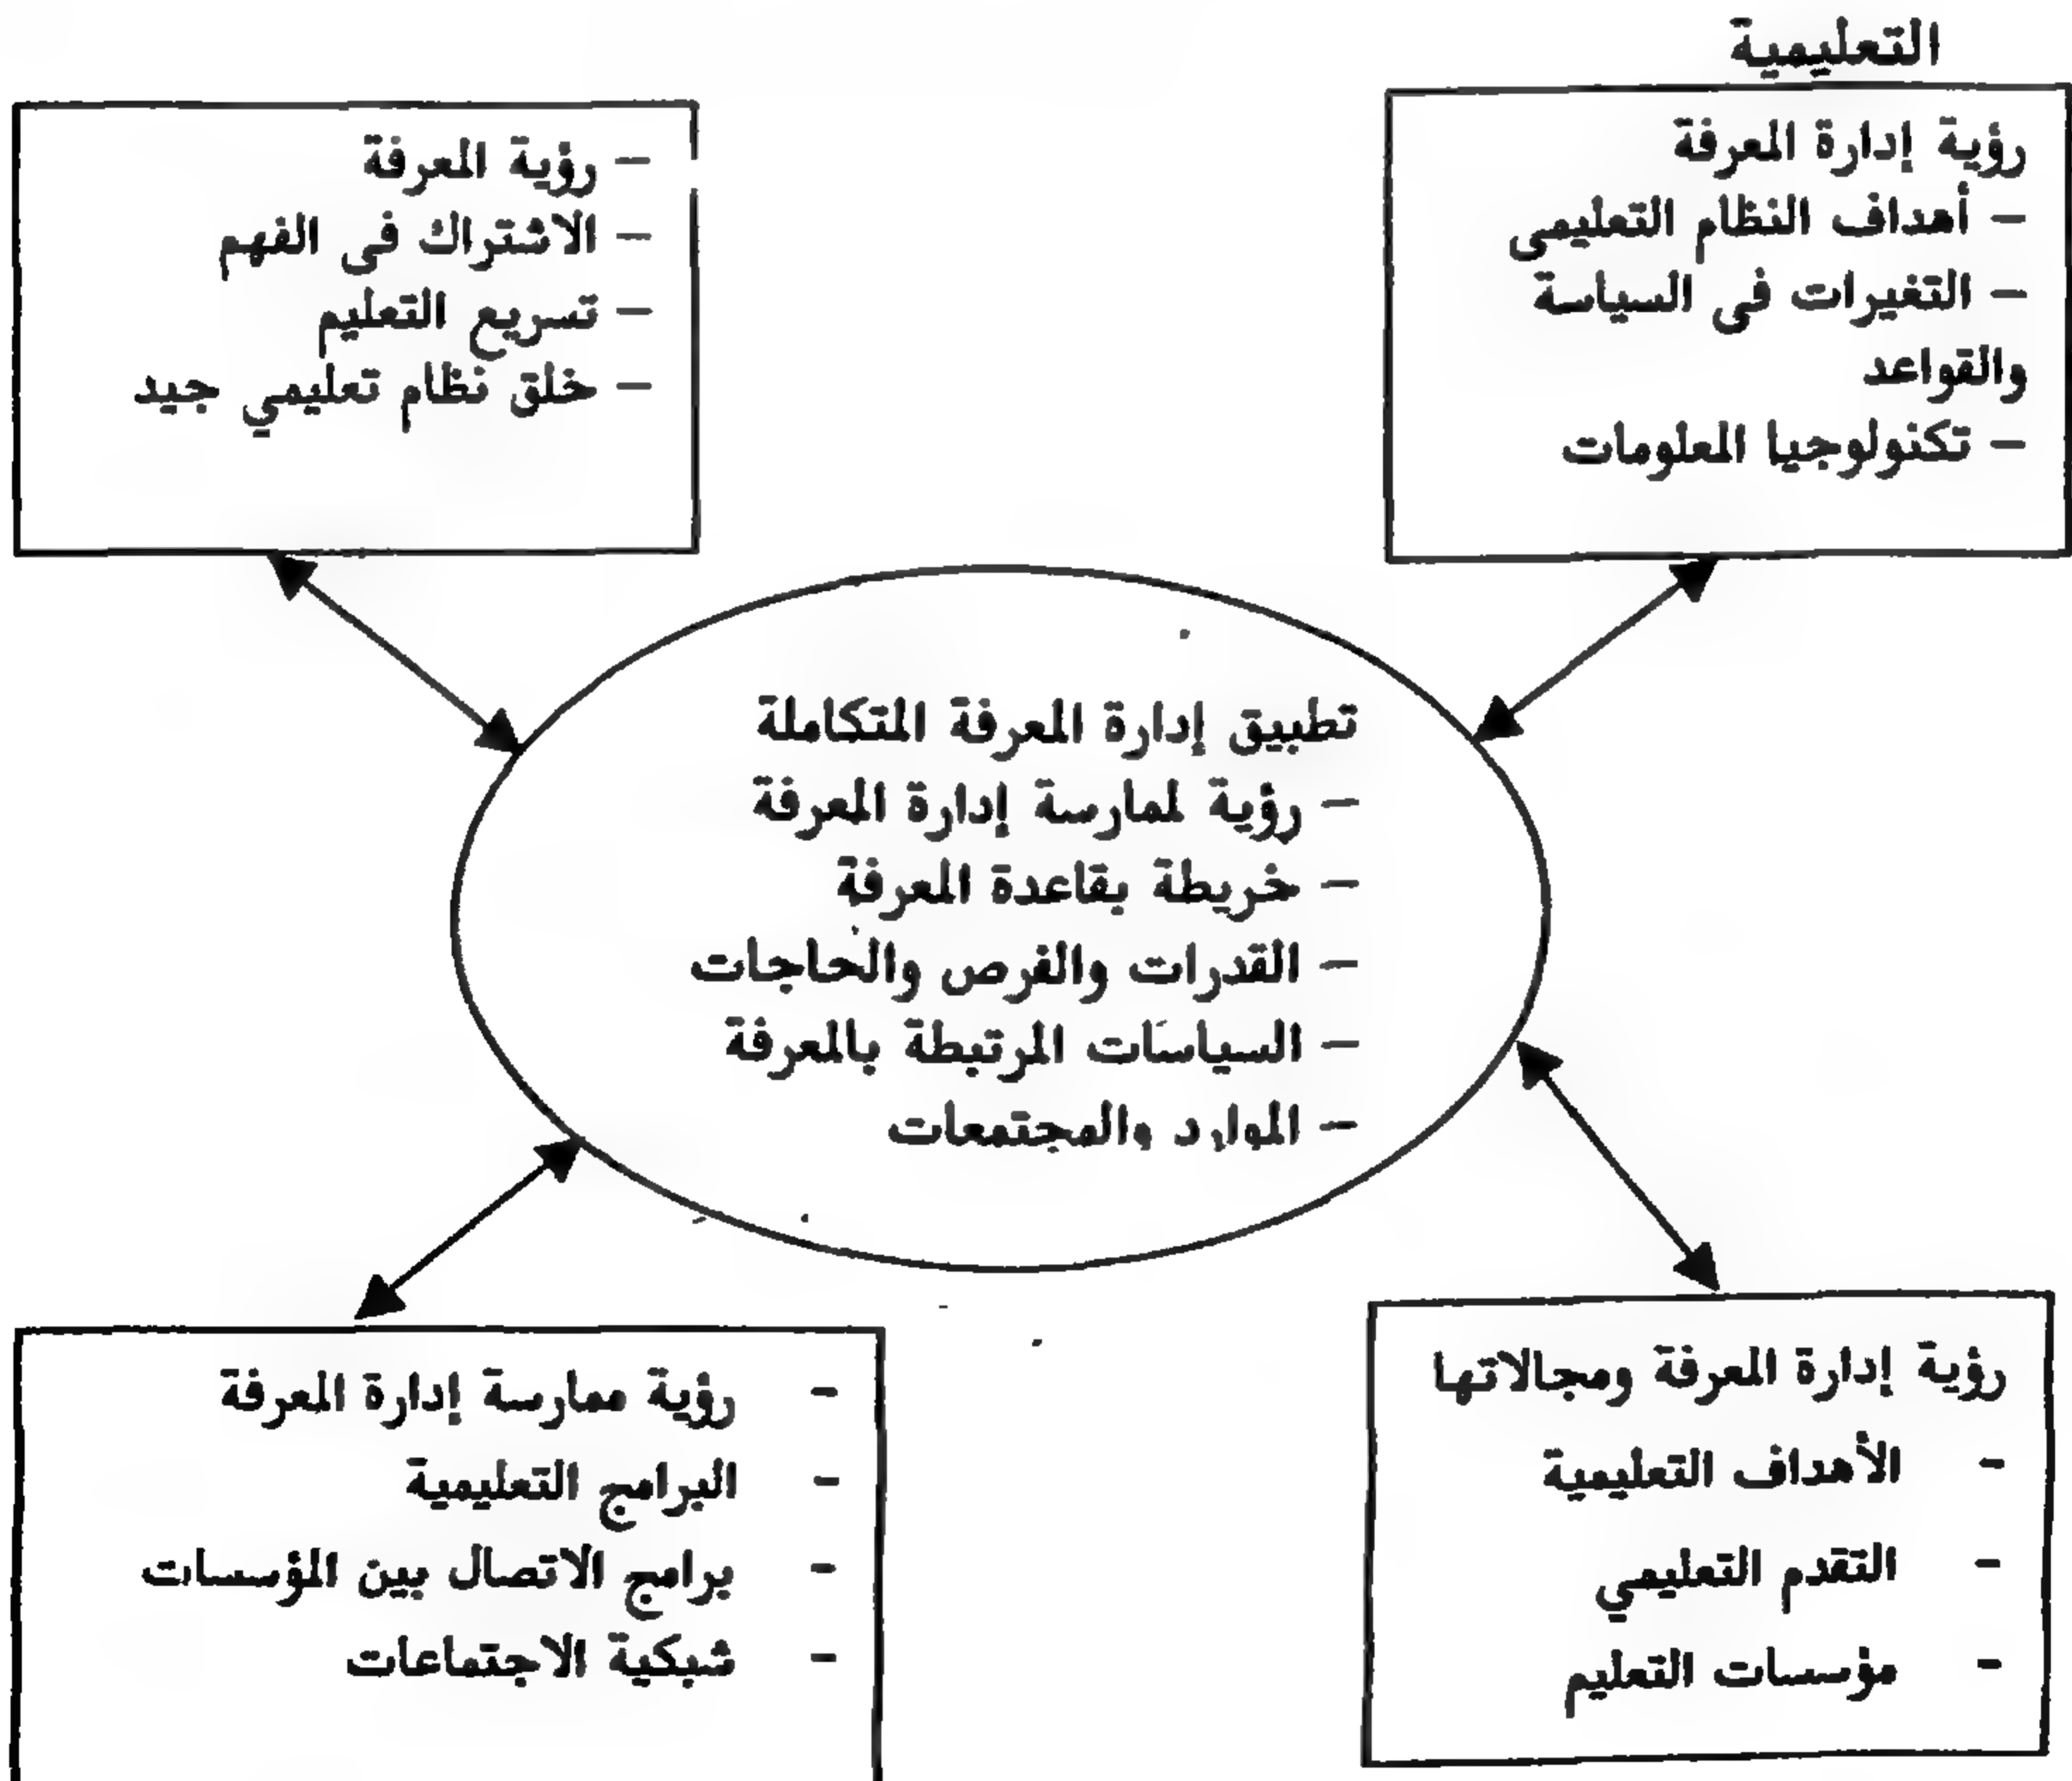 التعليمية
رؤية إدارة المعرفة
– أهداف النظام التعليمى
– التغيرات فى السياسة
والقواعد
– تكنولوجيا المعلومات
– رؤية المعرفة
– الاشتراك فى الفهم
– تسريع التعليم
– خلق نظام تعليمي جيد
تطبيق إدارة المعرفة المتكاملة
– رؤية لممارسة إدارة المعرفة
– خريطة بقاعدة المعرفة
– القدرات والفرص والحاجات
– السياسات المرتبطة بالمعرفة
– الموارد والمجتمعات
رؤية إدارة المعرفة ومجالاتها
- الأهداف التعليمية
- التقدم التعليمي
- مؤسسات التعليم
- رؤية ممارسة إدارة المعرفة
- البرامج التعليمية
- برامج الاتصال بين المؤسسات
- شبكية الاجتماعات